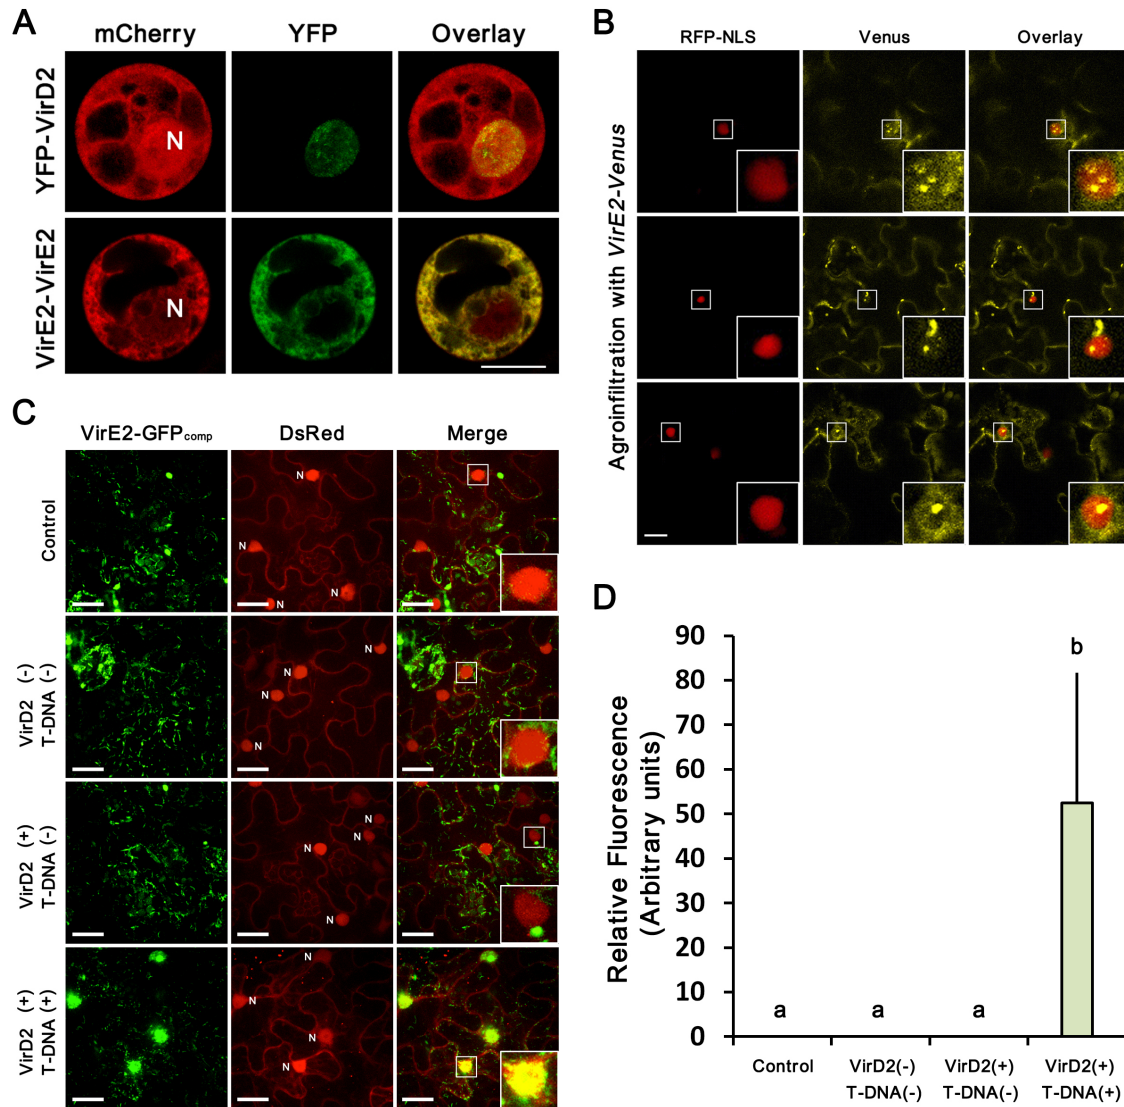 A
mCherry YFP Overlay
YFP-VirD2
N
VirE2-VirE2
N
B
RFP-NLS Venus Overlay
Agroinfiltration with VirE2-Venus
C
VirE2-GFPcomp DsRed Merge
Control
N
N
N
N
VirD2 (-)
T-DNA (-)
N
N
N
N
VirD2 (+)
T-DNA (-)
N
N
N
N
VirD2 (+)
T-DNA (+)
N
N
N
N
D
Relative Fluorescence
(Arbitrary units)
90
80
70
60
50
40
30
20
10
0
a a a b
Control VirD2(-) VirD2(+) VirD2(+)
T-DNA(-) T-DNA(-) T-DNA(+)